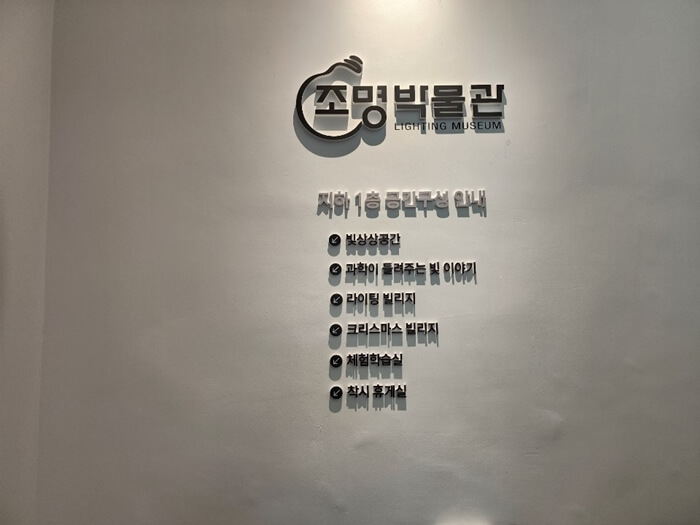 조명박물관
LIGHTING MUSEUM
지하 1층 공간구성 안내
빛상상공간
과학이 들려주는 빛 이야기
라이팅 빌리지
크리스마스 빌리지
체험학습실
착시 휴게실